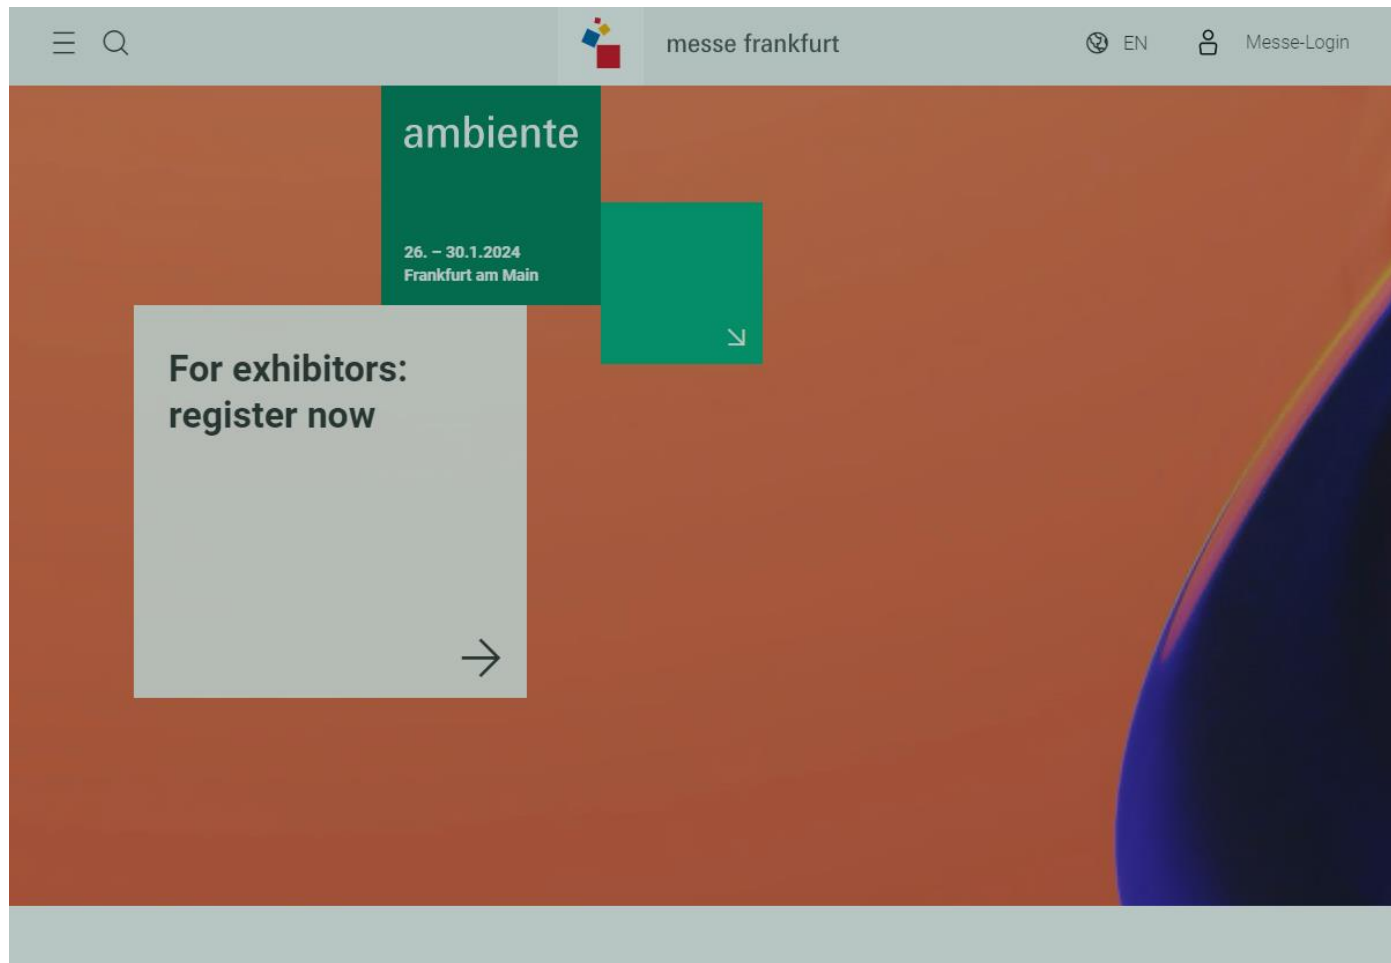 messe frankfurt
EN
Messe-Login
ambiente
26. – 30.1.2024
Frankfurt am Main
For exhibitors:
register now